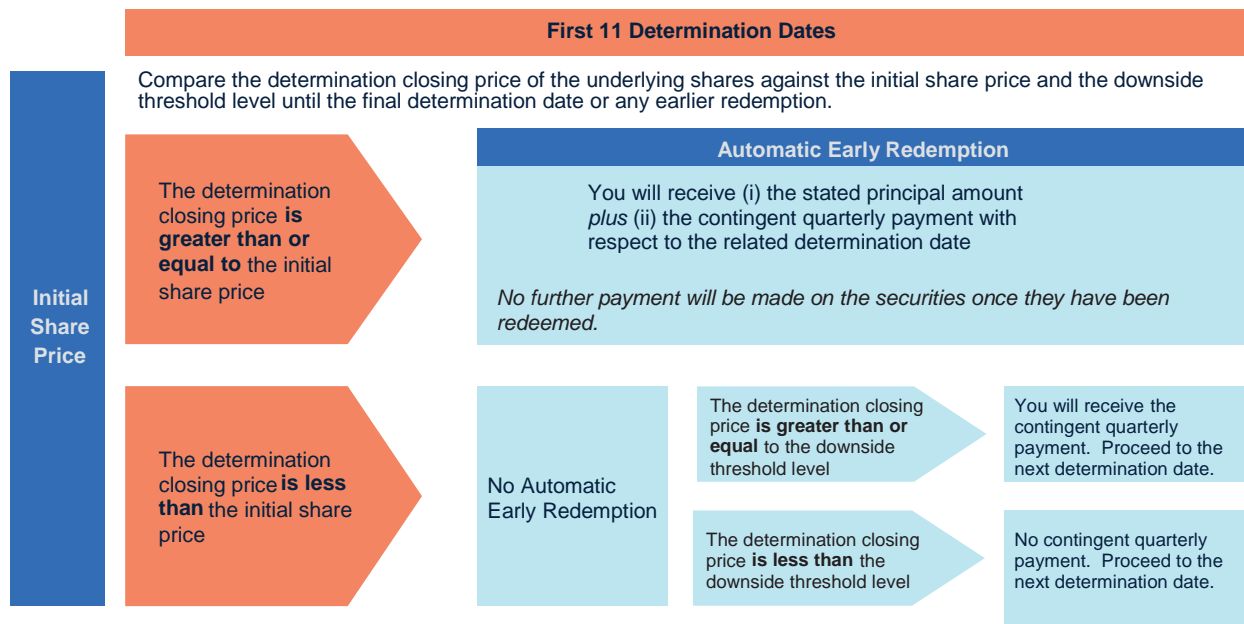 First 11 Determination Dates
Compare the determination closing price of the underlying shares against the initial share price and the downside
threshold level until the final determination date or any earlier redemption.
Initial
Share
Price
The determination
closing price is
greater than or
equal to the initial
share price
Automatic Early Redemption
You will receive (i) the stated principal amount
plus (ii) the contingent quarterly payment with
respect to the related determination date
No further payment will be made on the securities once they have been
redeemed.
The determination
closing price is less
than the initial share
price
No Automatic
Early Redemption
The determination closing
price is greater than or
equal to the downside
threshold level
You will receive the
contingent quarterly
payment.  Proceed to the
next determination date.
The determination closing
price is less than the
downside threshold level
No contingent quarterly
payment.  Proceed to the
next determination date.